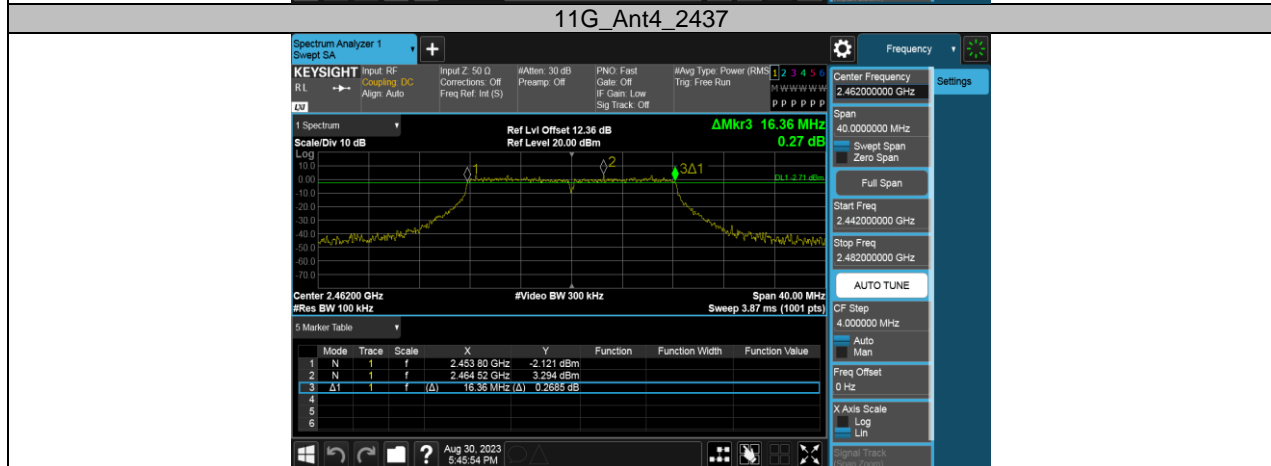 11G_Ant4_2437
Spectrum Analyzer 1
Swept SA
+
Frequency
KEYSIGHT
RL
LXI
Input: RF
Coupling: DC
Align: Auto
Input Z: 50 Ω
Corrections: Off
Freq Ref: Int (S)
#Atten: 30 dB
Preamp: Off
PNO: Fast
Gate: Off
IF Gain: Low
Sig Track: Off
#Avg Type: Power (RMS
Trig: Free Run
1 2 3 4 5 6
M W W W W W
P P P P P P
1 Spectrum
Scale/Div 10 dB
Ref Lvl Offset 12.36 dB
Ref Level 20.00 dBm
ΔMkr3 16.36 MHz
0.27 dB
Log
10.0
0.00
-10.0
-20.0
-30.0
-40.0
-50.0
-60.0
-70.0
1
2
3Δ1
DL1 -2.71 dBm
Center 2.46200 GHz
#Res BW 100 kHz
#Video BW 300 kHz
Span 40.00 MHz
Sweep 3.87 ms (1001 pts)
5 Marker Table
Mode Trace Scale X Y Function Function Width Function Value
1 N 1 f 2.453 80 GHz -2.121 dBm
2 N 1 f 2.464 52 GHz 3.294 dBm
3 Δ1 1 f (Δ) 16.36 MHz (Δ) 0.2685 dB
4
5
6
Aug 30, 2023
5:45:54 PM
?
Center Frequency
2.462000000 GHz
Settings
Span
40.0000000 MHz
Swept Span
Zero Span
Full Span
Start Freq
2.442000000 GHz
Stop Freq
2.482000000 GHz
AUTO TUNE
CF Step
4.000000 MHz
Auto
Man
Freq Offset
0 Hz
X Axis Scale
Log
Lin
Signal Track
(Span Zoom)